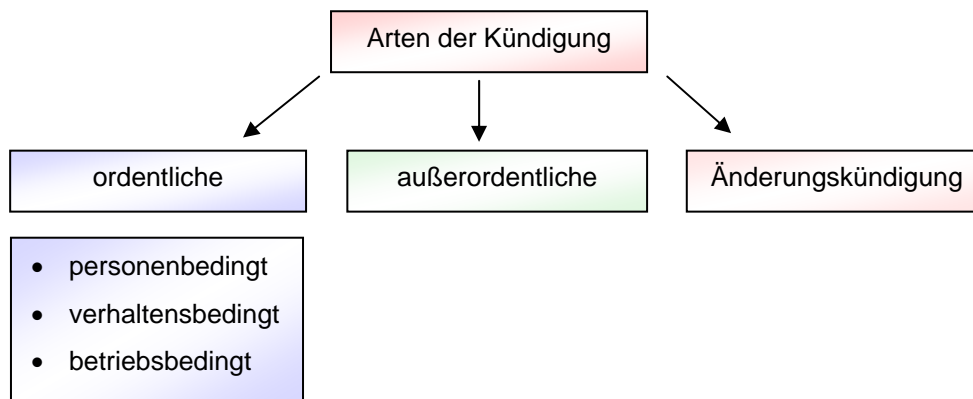 Arten der Kündigung
ordentliche
außerordentliche
Änderungskündigung
• personenbedingt
• verhaltensbedingt
• betriebsbedingt